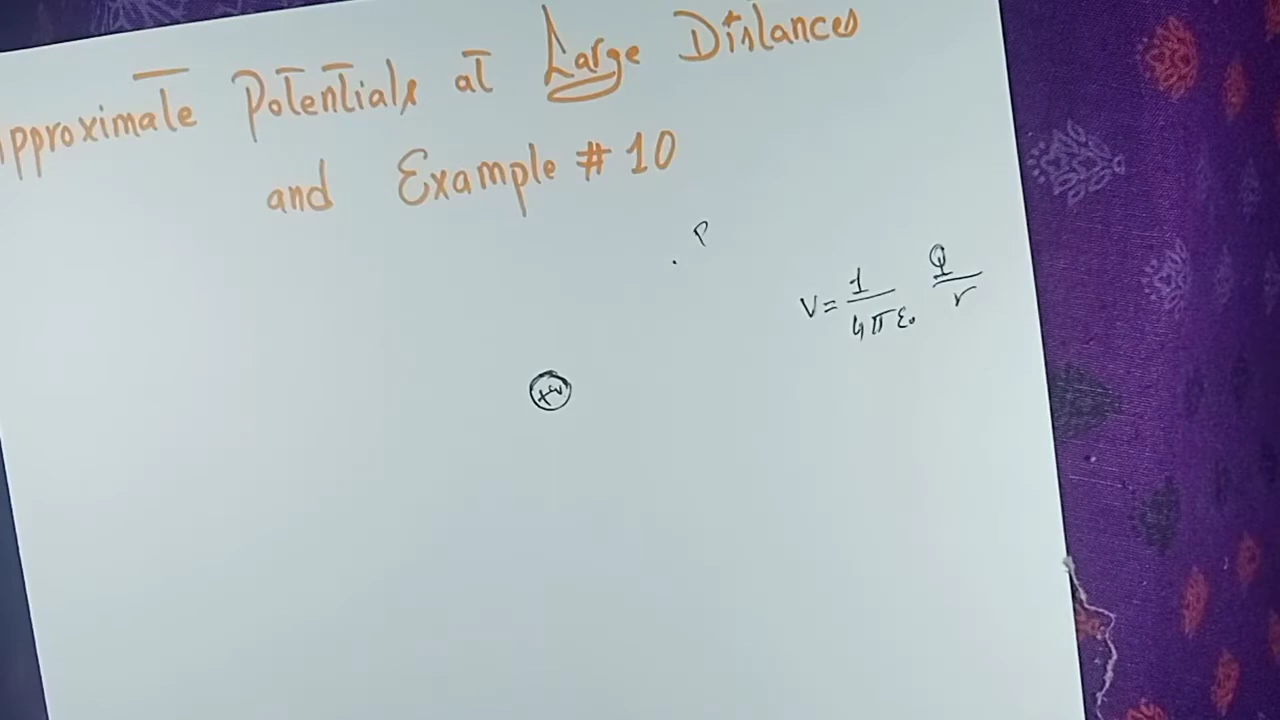 Approximate Potentials at Large Distances
and Example # 10
P
V = 1/4πε₀ Q/r